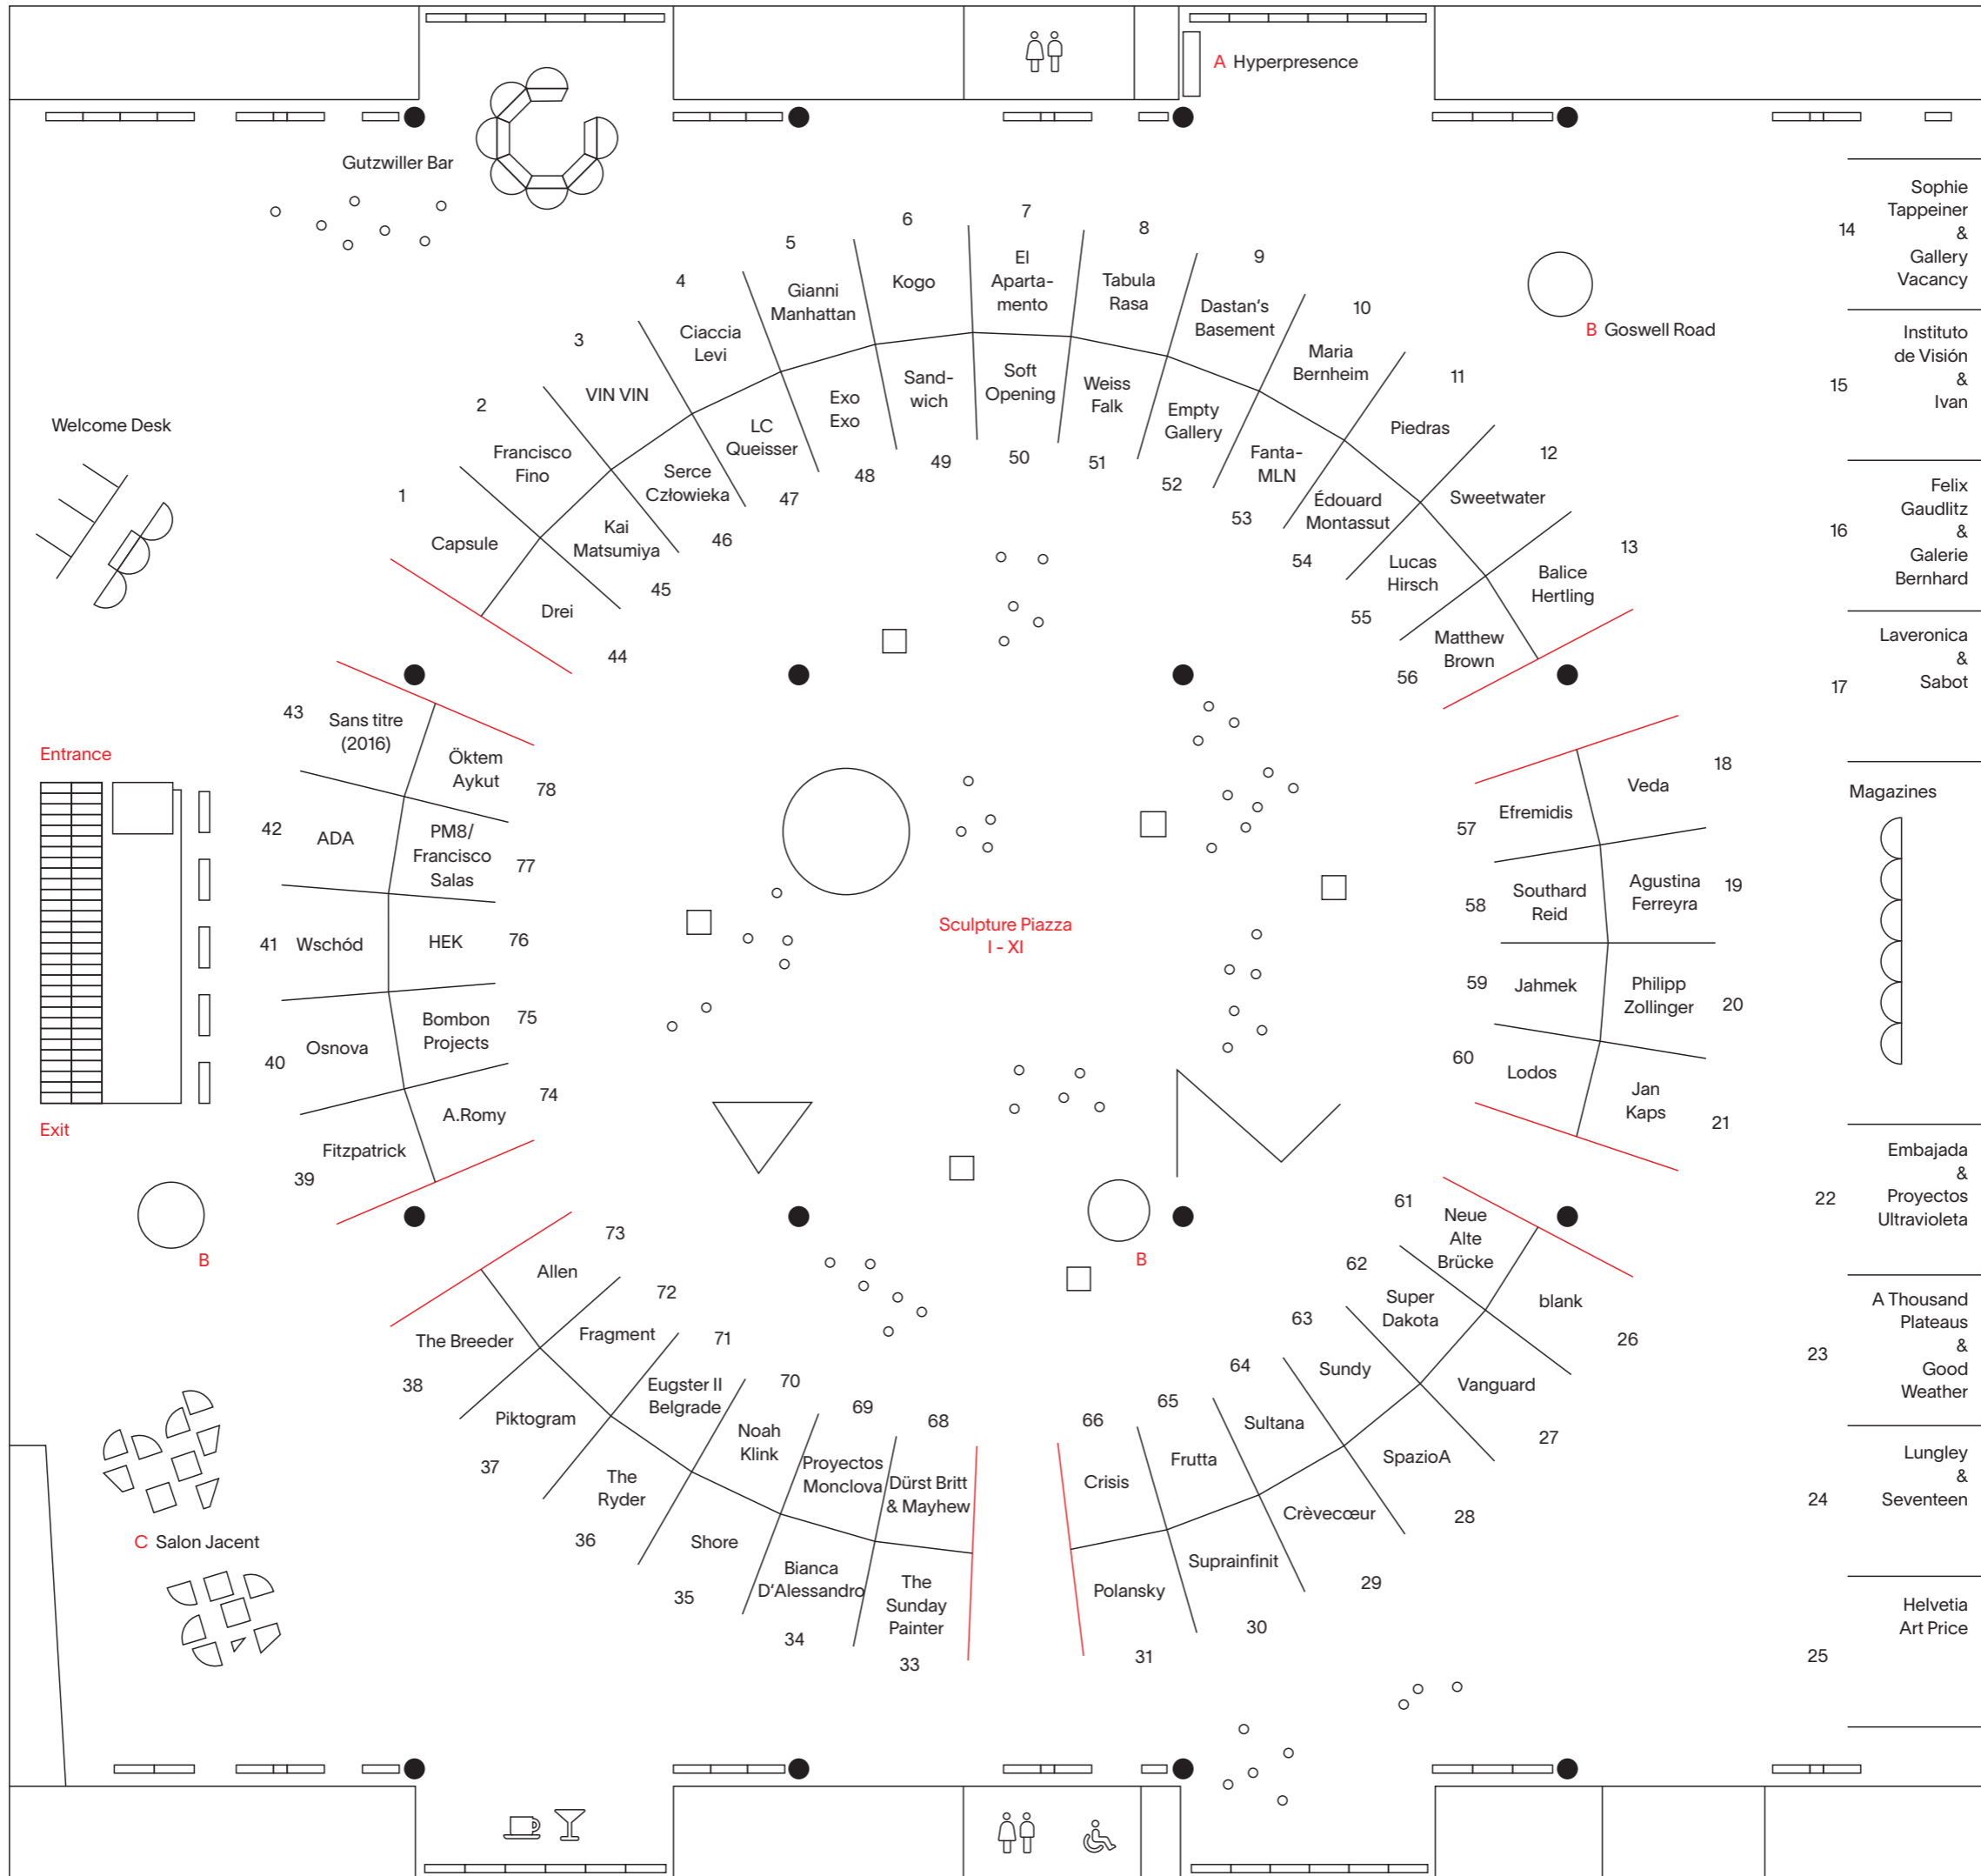 A Hyperpresence
Gutzwiller Bar
Welcome Desk
Entrance
Exit
B
C Salon Jacent
B Goswell Road
Sculpture Piazza
I - XI
B
1
Capsule
2
Francisco
Fino
3
VIN VIN
4
Ciaccia
Levi
5
Gianni
Manhattan
6
Kogo
7
El
Aparta-
mento
8
Tabula
Rasa
9
Dastan‘s
Basement
10
Maria
Bernheim
11
Piedras
12
Sweetwater
13
Balice
Hertling
14
Sophie
Tappeiner
&
Gallery
Vacancy
15
Instituto
de Visión
&
Ivan
16
Felix
Gaudlitz
&
Galerie
Bernhard
17
Laveronica
&
Sabot
Magazines
18
Veda
19
Agustina
Ferreyra
20
Philipp
Zollinger
21
Jan
Kaps
22
Embajada
&
Proyectos
Ultravioleta
23
A Thousand
Plateaus
&
Good
Weather
24
Lungley
&
Seventeen
25
Helvetia
Art Price
26
blank
27
Vanguard
28
SpazioA
29
Crèvecœur
30
Suprainfinit
31
Polansky
33
The
Sunday
Painter
34
Bianca
D‘Alessandro
35
Shore
36
The
Ryder
37
Piktogram
38
The Breeder
39
Fitzpatrick
40
Osnova
41
Wschód
42
ADA
43
Sans titre
(2016)
44
Drei
45
Kai
Matsumiya
46
Serce
Człowieka
47
LC
Queisser
48
Exo
Exo
49
Sand-
wich
50
Soft
Opening
51
Weiss
Falk
52
Empty
Gallery
53
Fanta-
MLN
54
Édouard
Montassut
55
Lucas
Hirsch
56
Matthew
Brown
57
Efremidis
58
Southard
Reid
59
Jahmek
60
Lodos
61
Neue
Alte
Brücke
62
Super
Dakota
63
Sundy
64
Sultana
65
Frutta
66
Crisis
68
Dürst Britt
& Mayhew
69
Proyectos
Monclova
70
Noah
Klink
71
Eugster II
Belgrade
72
Fragment
73
Allen
74
A.Romy
75
Bombon
Projects
76
HEK
77
PM8/
Francisco
Salas
78
Öktem
Aykut